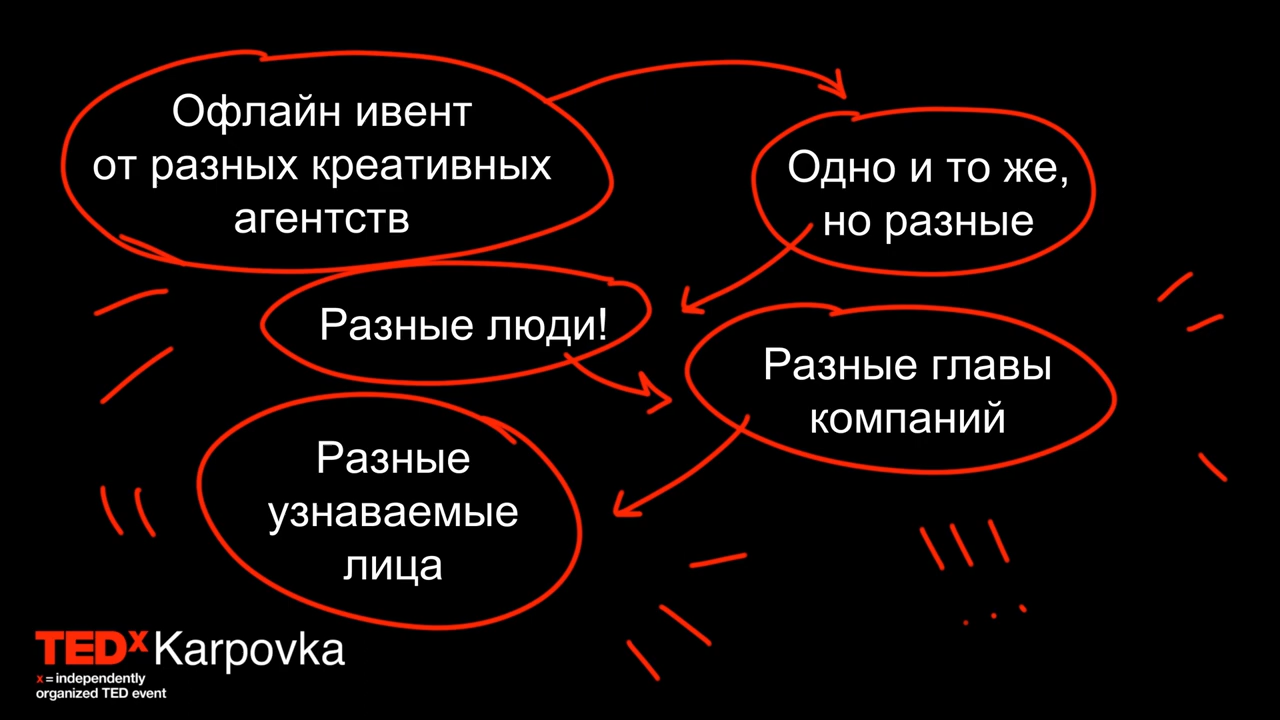 Офлайн ивент
от разных креативных
агентств
Одно и то же,
но разные
Разные люди!
Разные главы
компаний
Разные
узнаваемые
лица
TEDx Karpovka
x = independently
organized TED event